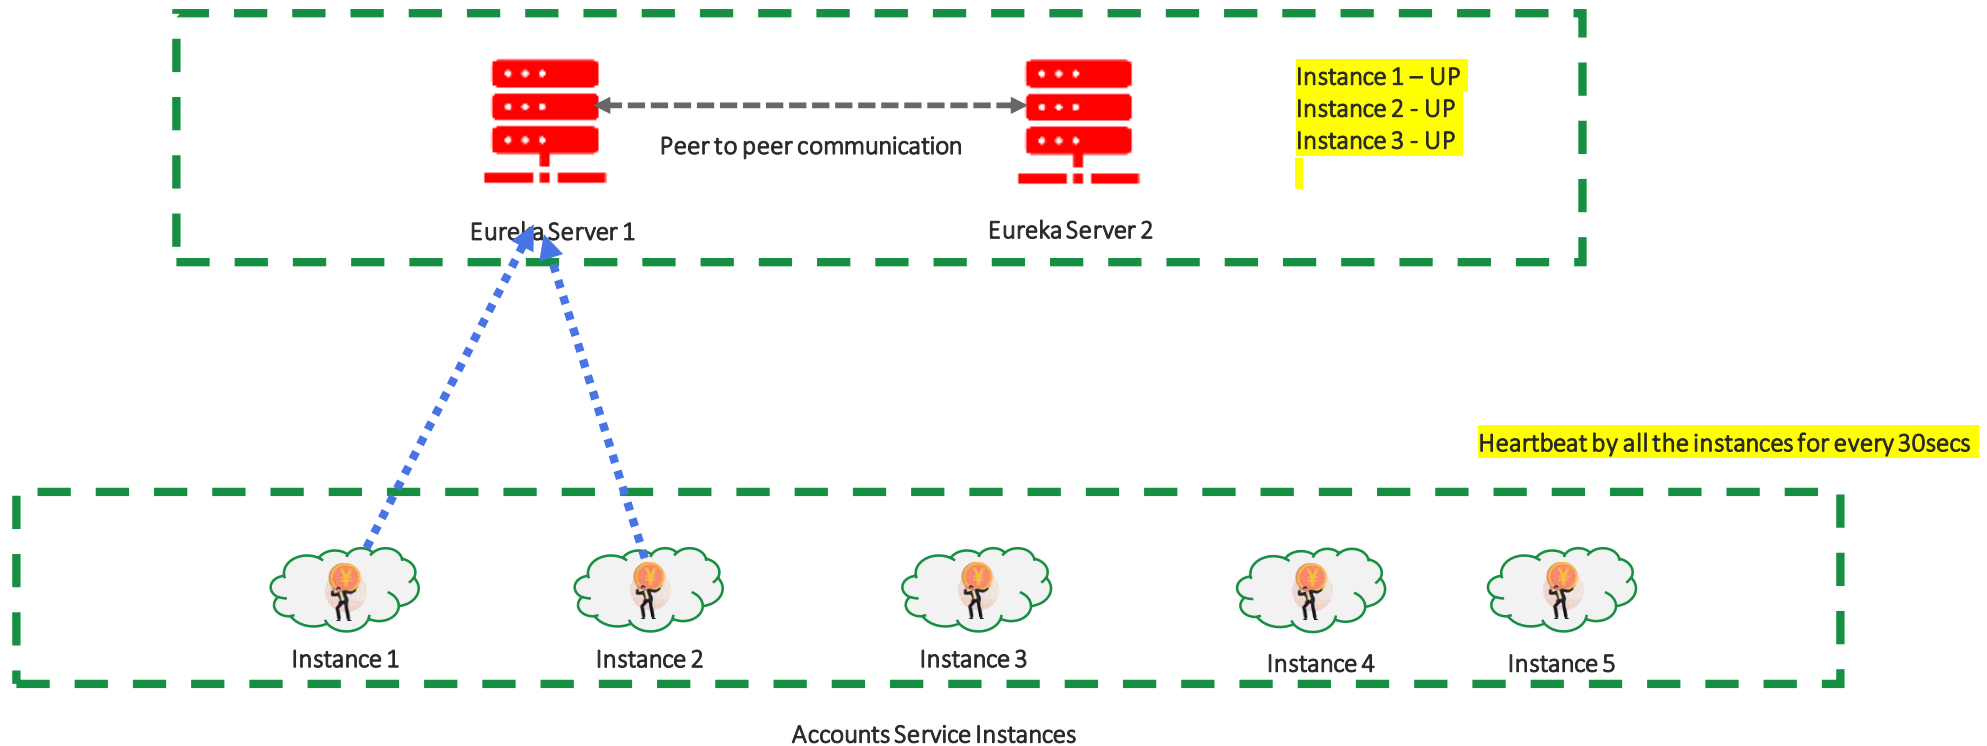 Instance 1 – UP
Instance 2 - UP
Instance 3 - UP
Peer to peer communication
Eureka Server 1
Eureka Server 2
Heartbeat by all the instances for every 30secs
Instance 1
Instance 2
Instance 3
Instance 4
Instance 5
Accounts Service Instances